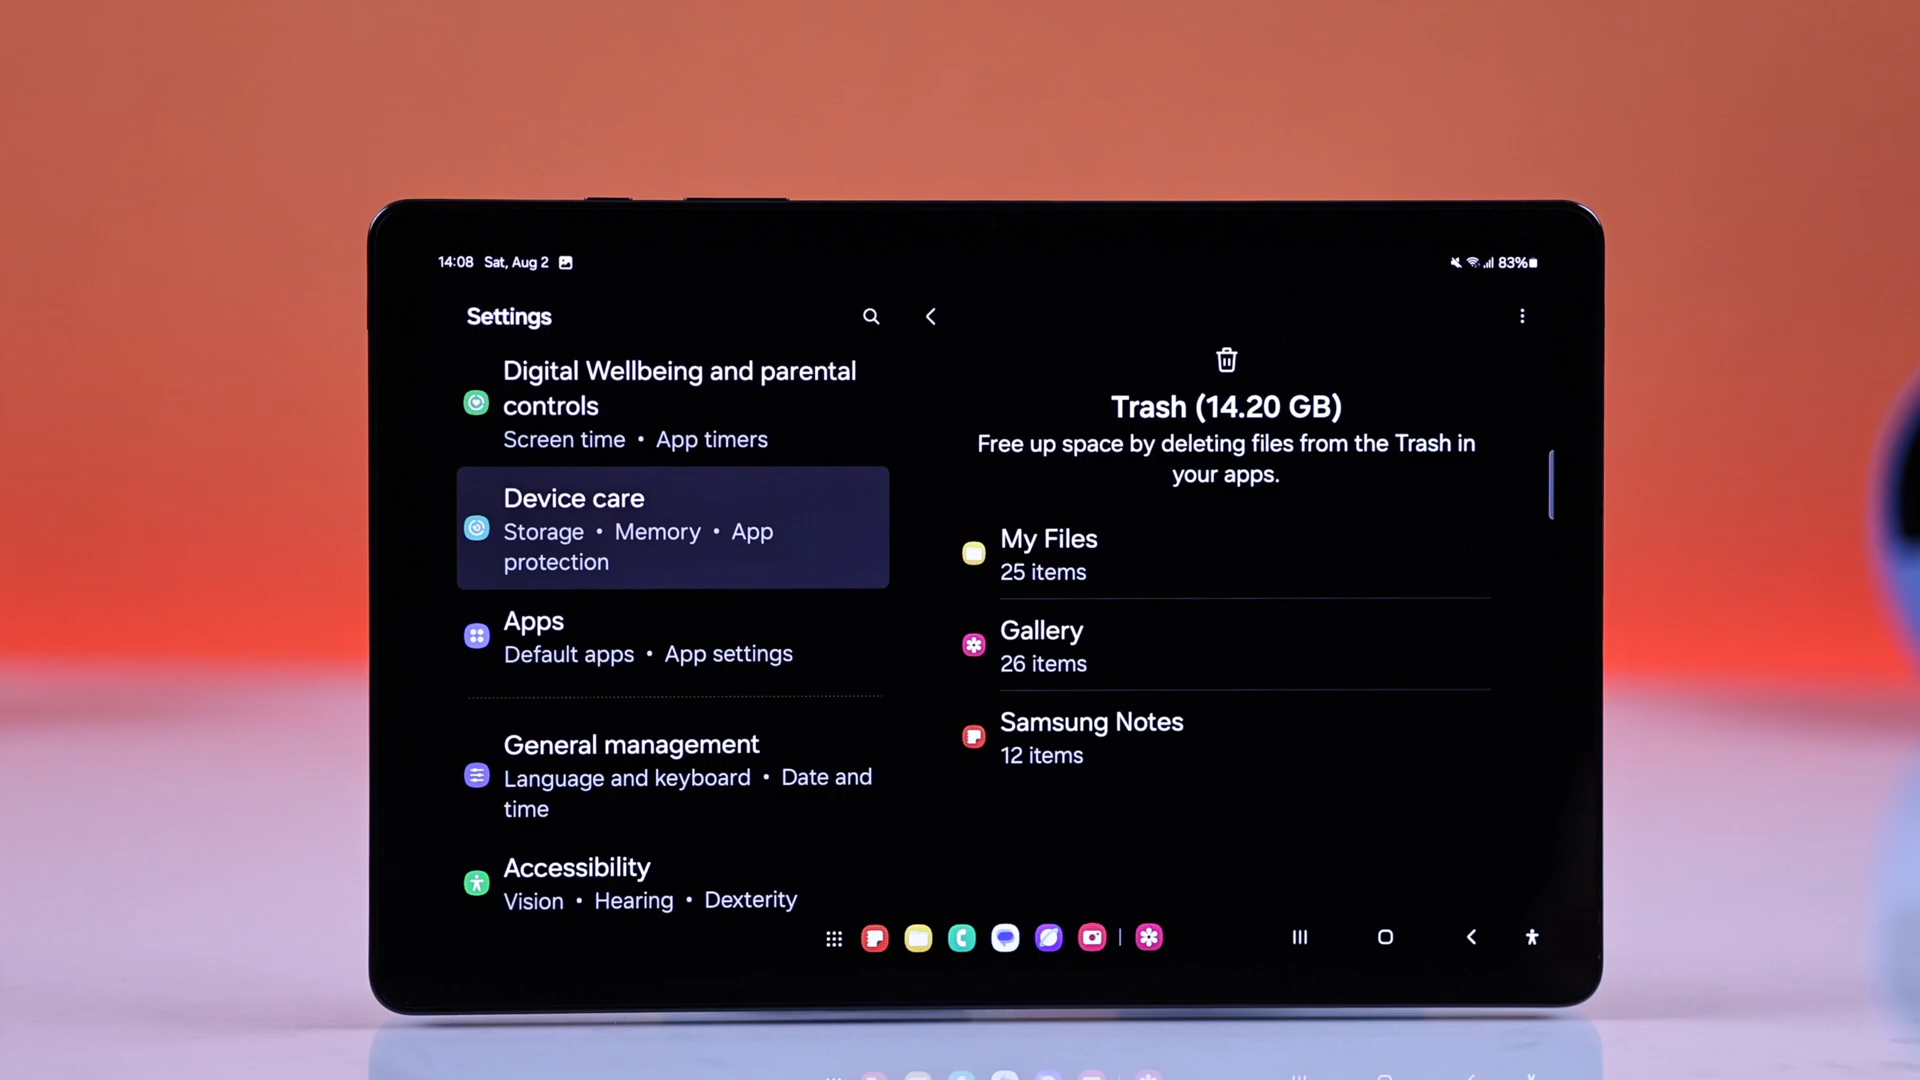 14:08 Sat, Aug 2
83%
Settings
Digital Wellbeing and parental
controls
Screen time • App timers
Device care
Storage • Memory • App
protection
Apps
Default apps • App settings
General management
Language and keyboard • Date and
time
Accessibility
Vision • Hearing • Dexterity
Trash (14.20 GB)
Free up space by deleting files from the Trash in
your apps.
My Files
25 items
Gallery
26 items
Samsung Notes
12 items